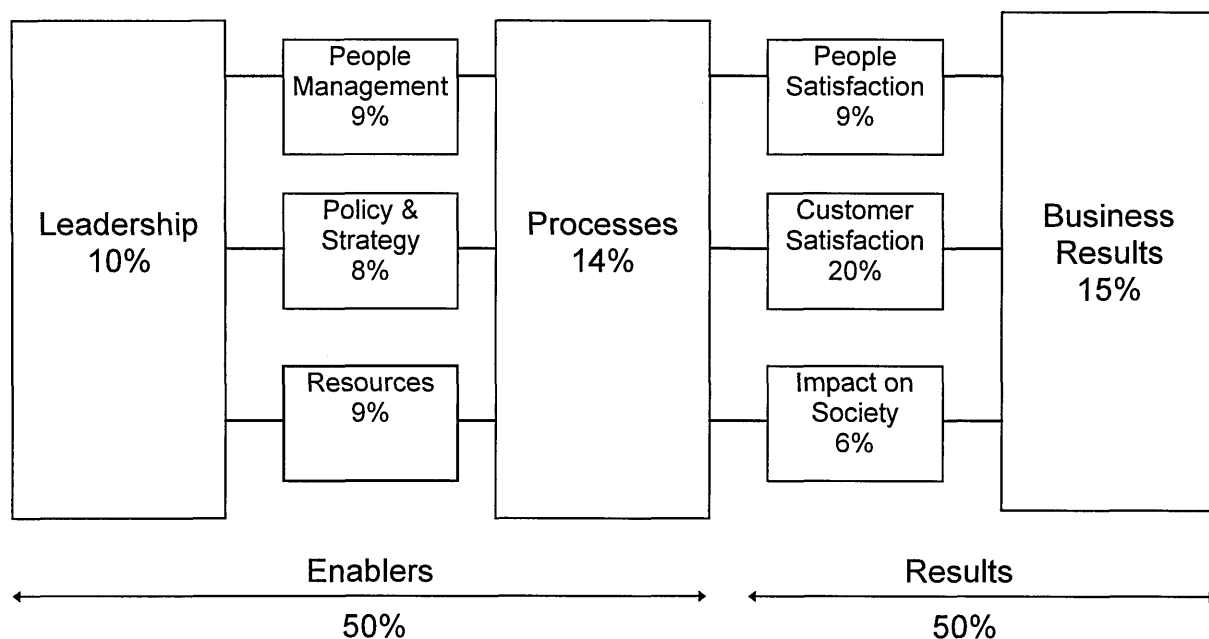 Leadership
10%
People
Management
9%
Policy &
Strategy
8%
Resources
9%
Processes
14%
People
Satisfaction
9%
Customer
Satisfaction
20%
Impact on
Society
6%
Business
Results
15%
Enablers
50%
Results
50%